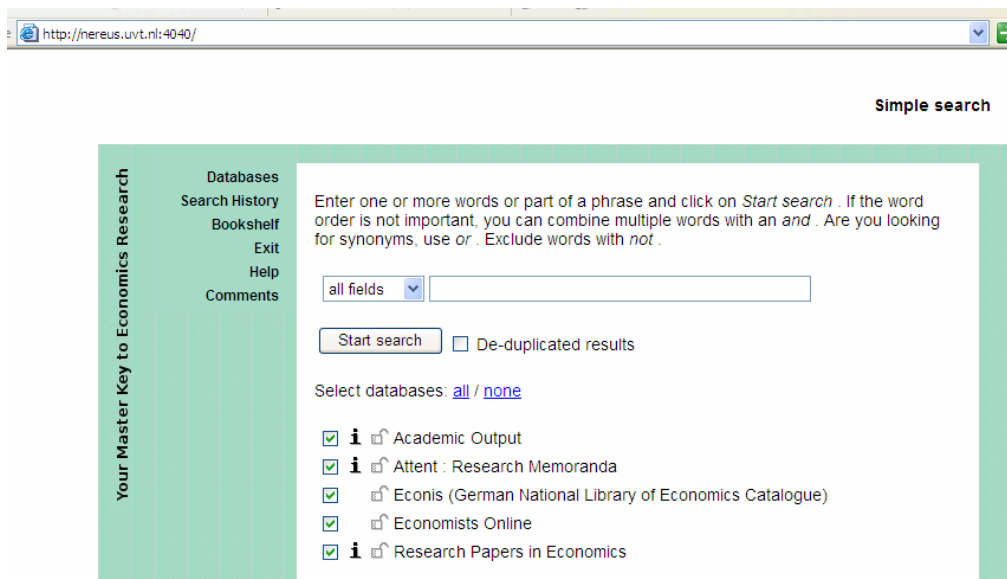 http://nereus.uvt.nl:4040/
Simple search
Your Master Key to Economics Research
Databases
Search History
Bookshelf
Exit
Help
Comments
Enter one or more words or part of a phrase and click on Start search . If the word
order is not important, you can combine multiple words with an and . Are you looking
for synonyms, use or . Exclude words with not .
all fields
Start search
De-duplicated results
Select databases: all / none
i Academic Output
i Attent : Research Memoranda
Econis (German National Library of Economics Catalogue)
Economists Online
i Research Papers in Economics